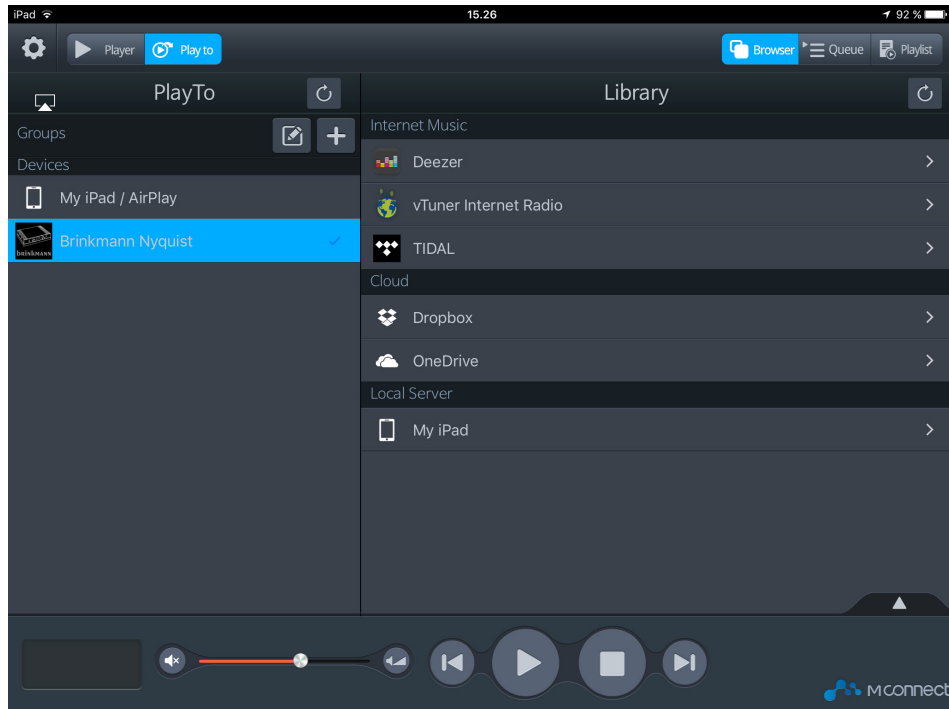 iPad 15.26 92 %
Player Play to Browser Queue Playlist
PlayTo
Groups
Devices
My iPad / AirPlay
Brinkmann Nyquist
brinkmann
Library
Internet Music
Deezer
vTuner Internet Radio
TIDAL
Cloud
Dropbox
OneDrive
Local Server
My iPad
mconnect